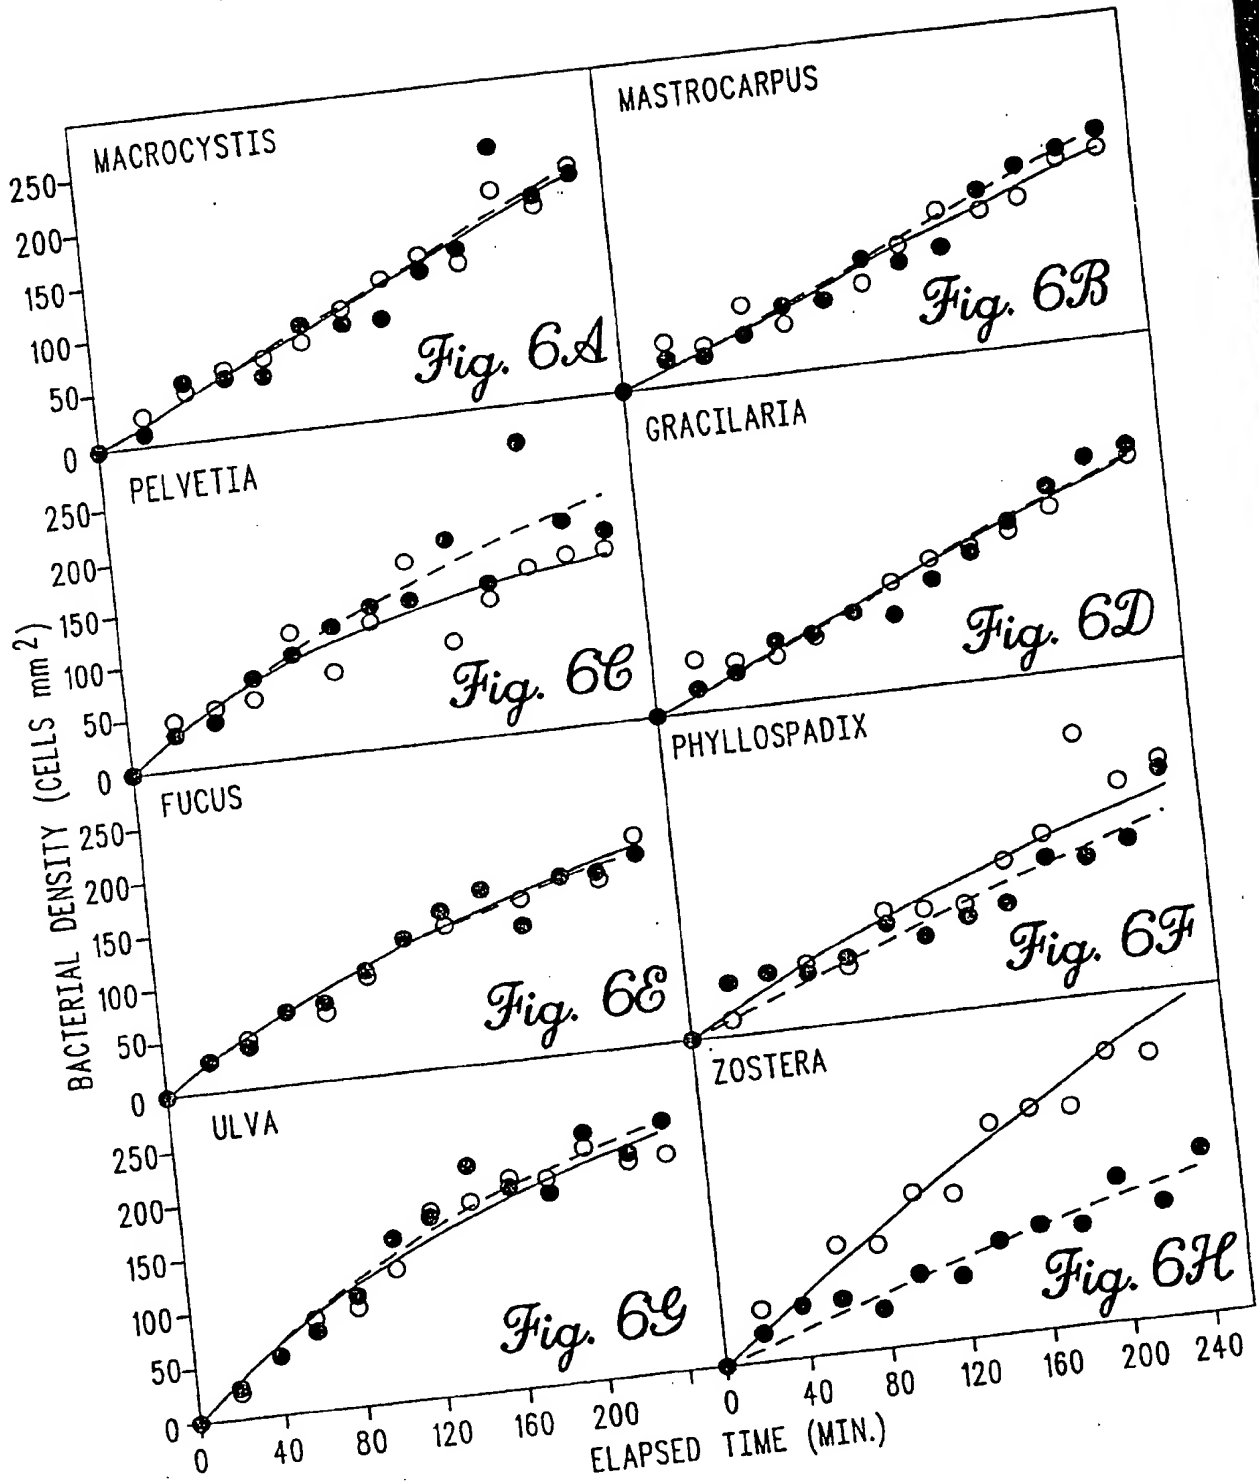 MACROCYSTIS
250
200
150
100
50
0
Fig. 6A
MASTROCARPUS
Fig. 6B
PELVETIA
250
200
150
100
50
0
Fig. 6C
GRACILARIA
Fig. 6D
FUCUS
250
200
150
100
50
0
Fig. 6E
PHYLLOSPADIX
Fig. 6F
ULVA
250
200
150
100
50
0
Fig. 6G
ZOSTERA
Fig. 6H
0 40 80 120 160 200
0 40 80 120 160 200 240
BACTERIAL DENSITY (CELLS mm²)
ELAPSED TIME (MIN.)